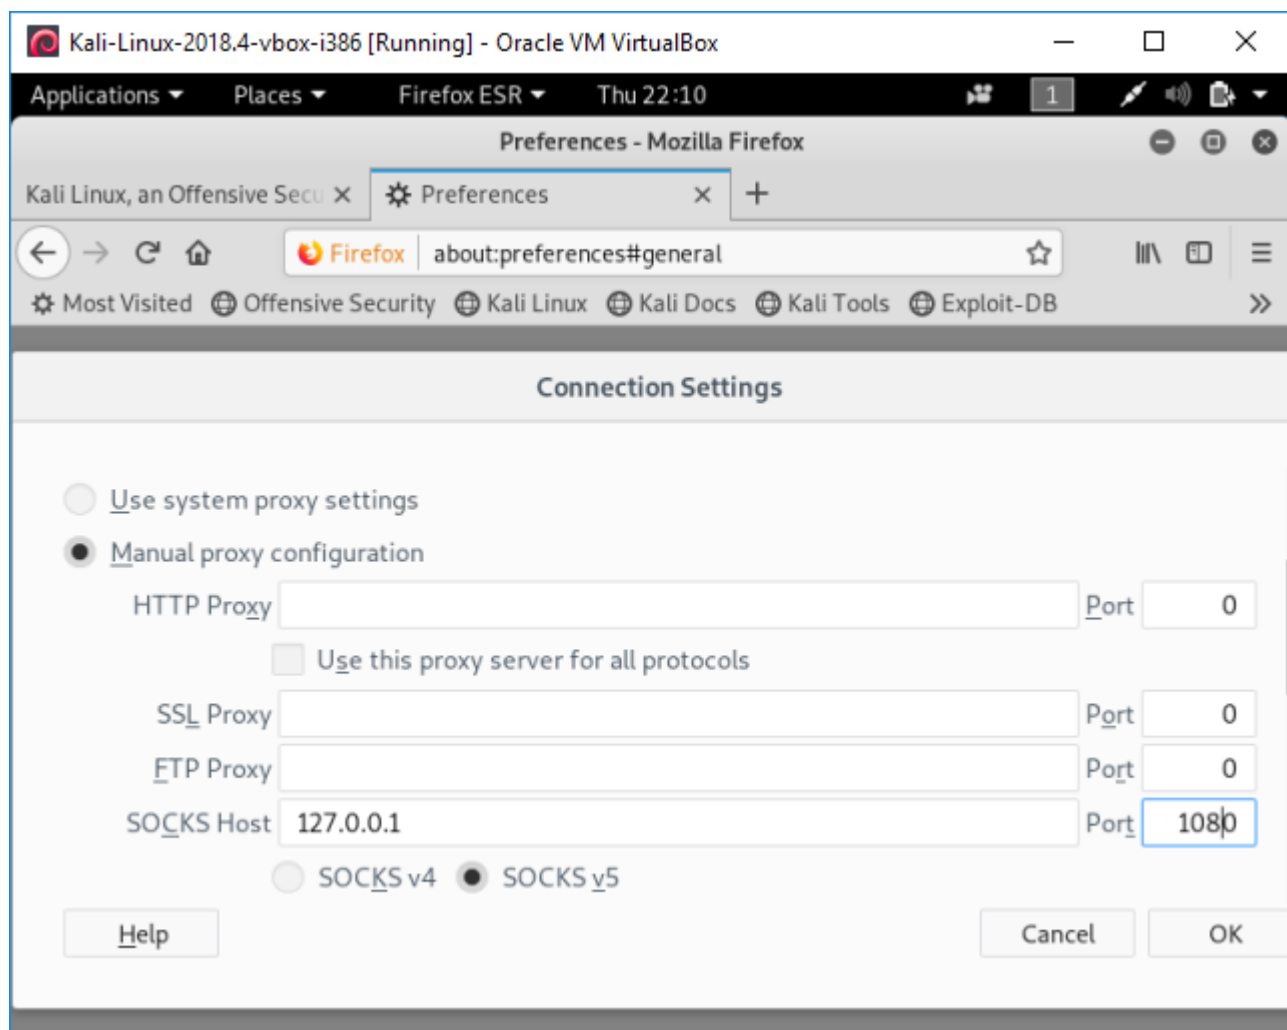 Kali-Linux-2018.4-vbox-i386 [Running] - Oracle VM VirtualBox
Applications Places Firefox ESR Thu 22:10 1
Preferences - Mozilla Firefox
Kali Linux, an Offensive Secu Preferences
Firefox about:preferences#general
Most Visited Offensive Security Kali Linux Kali Docs Kali Tools Exploit-DB
Connection Settings
Use system proxy settings
Manual proxy configuration
HTTP Proxy Port 0
Use this proxy server for all protocols
SSL Proxy Port 0
FTP Proxy Port 0
SOCKS Host 127.0.0.1 Port 1080
SOCKS v4 SOCKS v5
Help Cancel OK